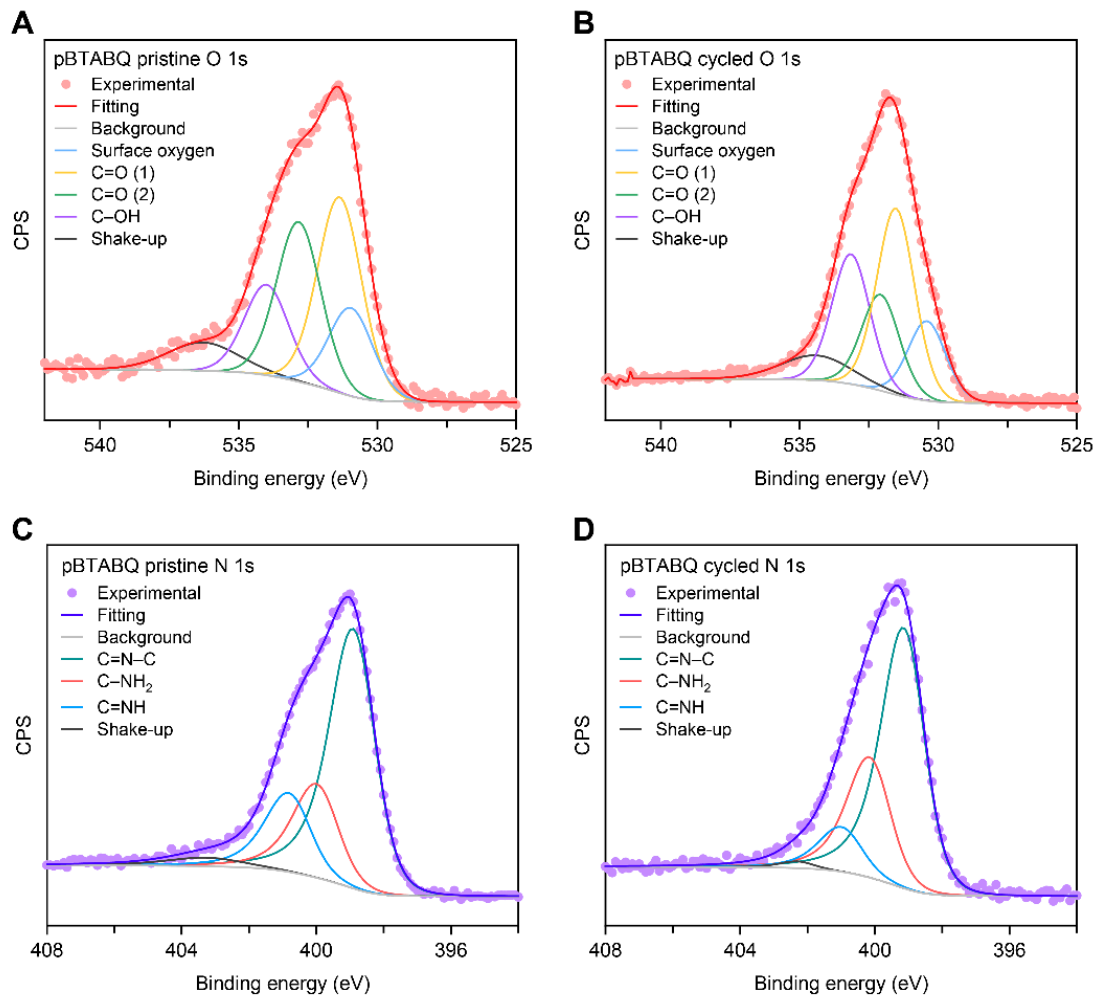 A
pBTABQ pristine O 1s
Experimental
Fitting
Background
Surface oxygen
C=O (1)
C=O (2)
C–OH
Shake-up
CPS
540
535
530
525
Binding energy (eV)
B
pBTABQ cycled O 1s
Experimental
Fitting
Background
Surface oxygen
C=O (1)
C=O (2)
C–OH
Shake-up
CPS
540
535
530
525
Binding energy (eV)
C
pBTABQ pristine N 1s
Experimental
Fitting
Background
C=N–C
C–NH₂
C=NH
Shake-up
CPS
408
404
400
396
Binding energy (eV)
D
pBTABQ cycled N 1s
Experimental
Fitting
Background
C=N–C
C–NH₂
C=NH
Shake-up
CPS
408
404
400
396
Binding energy (eV)